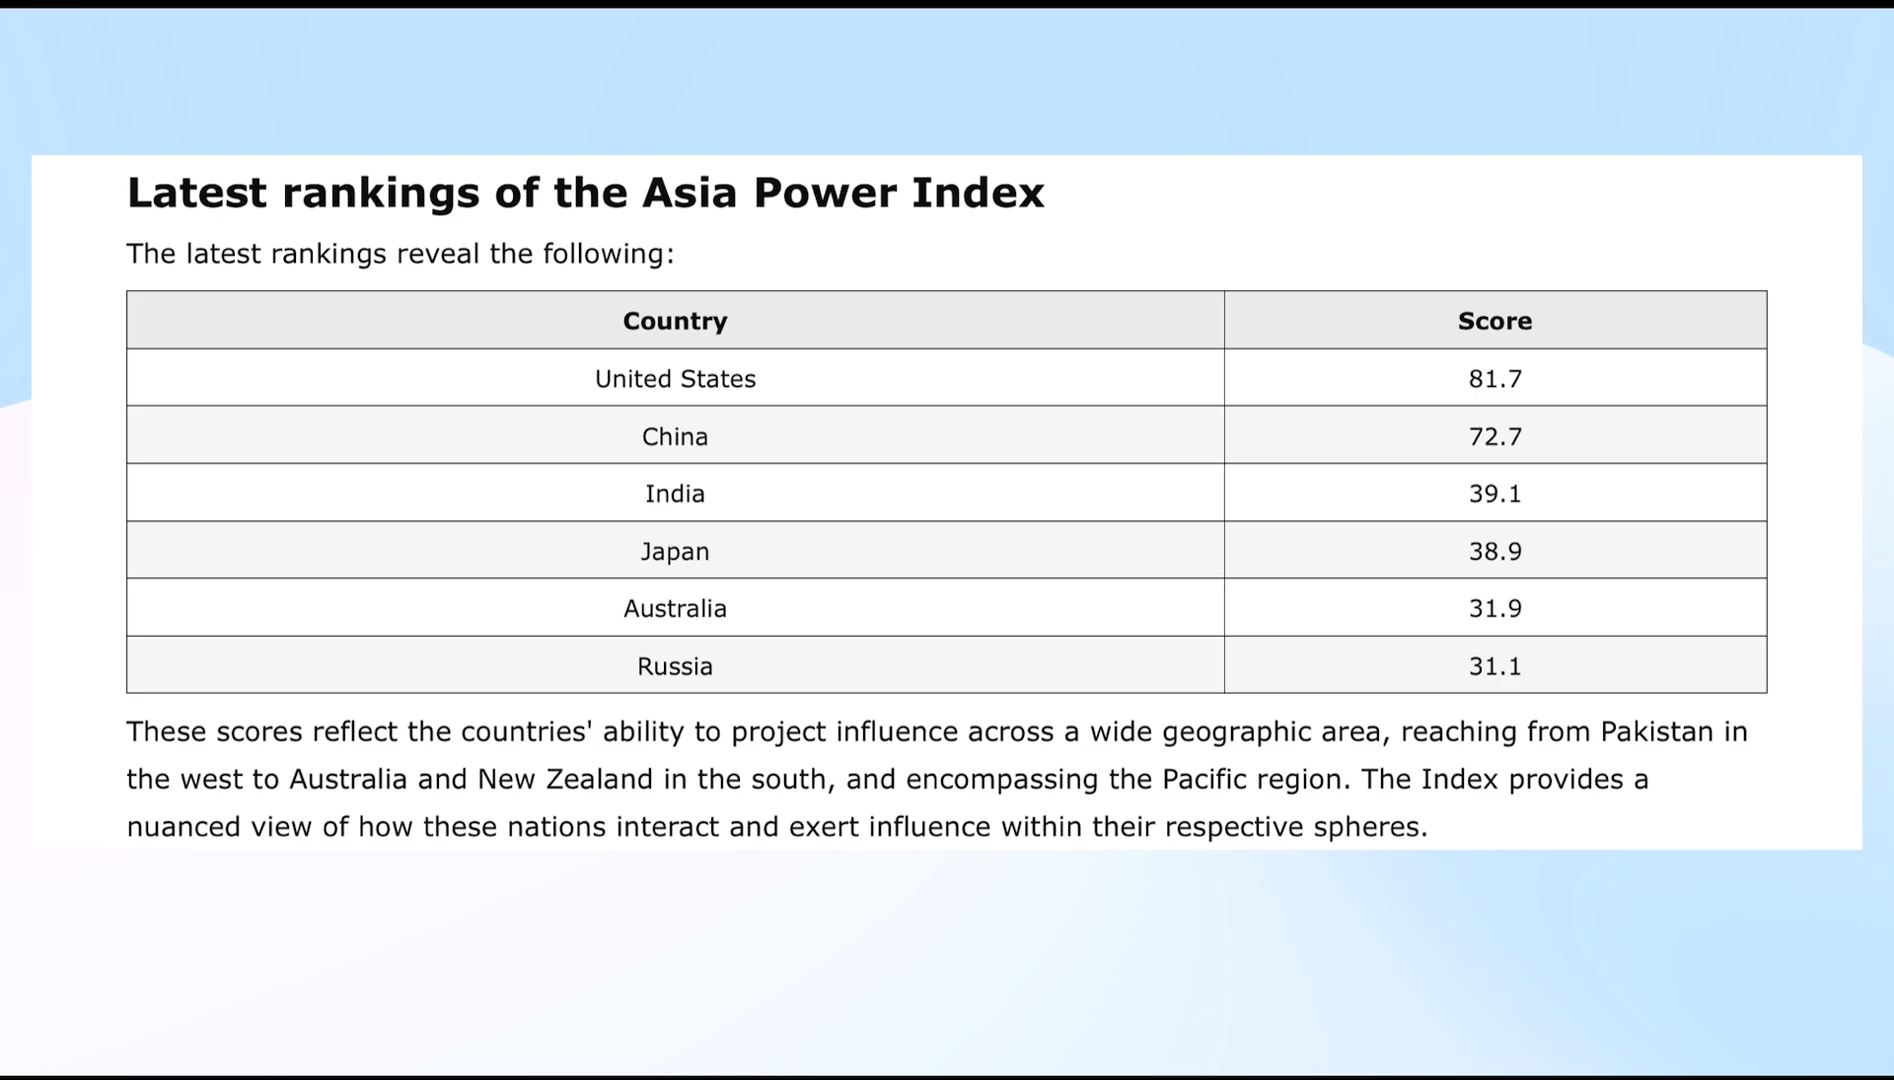 Latest rankings of the Asia Power Index
The latest rankings reveal the following:
Country Score
United States 81.7
China 72.7
India 39.1
Japan 38.9
Australia 31.9
Russia 31.1
These scores reflect the countries' ability to project influence across a wide geographic area, reaching from Pakistan in
the west to Australia and New Zealand in the south, and encompassing the Pacific region. The Index provides a
nuanced view of how these nations interact and exert influence within their respective spheres.